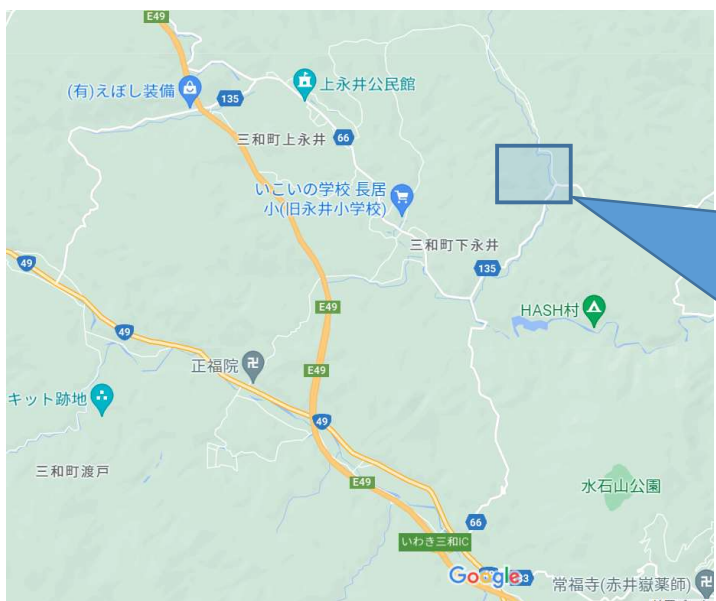 E49
(有)えぼし装備
135
上永井公民館
三和町上永井
66
いこいの学校 長居
小(旧永井小学校)
三和町下永井
135
49
E49
HASH村
49
正福院
E49
キット跡地
49
三和町渡戸
E49
水石山公園
66
いわき三和IC
Google
常福寺(赤井嶽薬師)